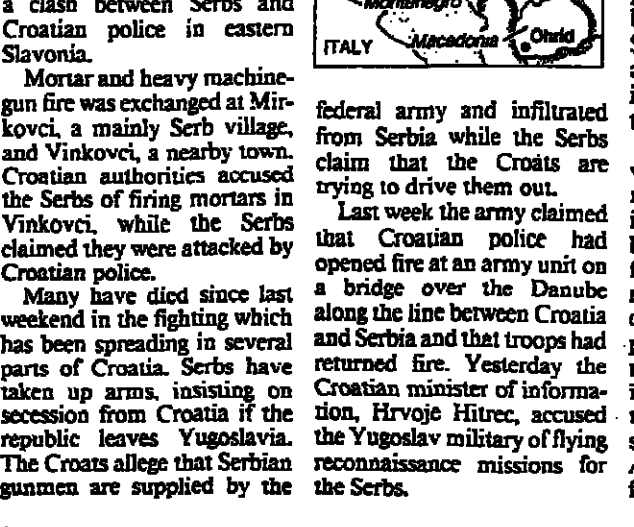 a clash between Serbs and
Croatian police in eastern
Slavonia.
Mortar and heavy machine-
gun fire was exchanged at Mir-
kovci, a mainly Serb village,
and Vinkovci, a nearby town.
Croatian authorities accused
the Serbs of firing mortars in
Vinkovci, while the Serbs
claimed they were attacked by
Croatian police.
Many have died since last
weekend in the fighting which
has been spreading in several
parts of Croatia. Serbs have
taken up arms, insisting on
secession from Croatia if the
republic leaves Yugoslavia.
The Croats allege that Serbian
gunmen are supplied by the
Montenegro
ITALY
Macedonia
Ohrid
federal army and infiltrated
from Serbia while the Serbs
claim that the Croats are
trying to drive them out.
Last week the army claimed
that Croatian police had
opened fire at an army unit on
a bridge over the Danube
along the line between Croatia
and Serbia and that troops had
returned fire. Yesterday the
Croatian minister of informa-
tion, Hrvoje Hitrec, accused
the Yugoslav military of flying
reconnaissance missions for
the Serbs.